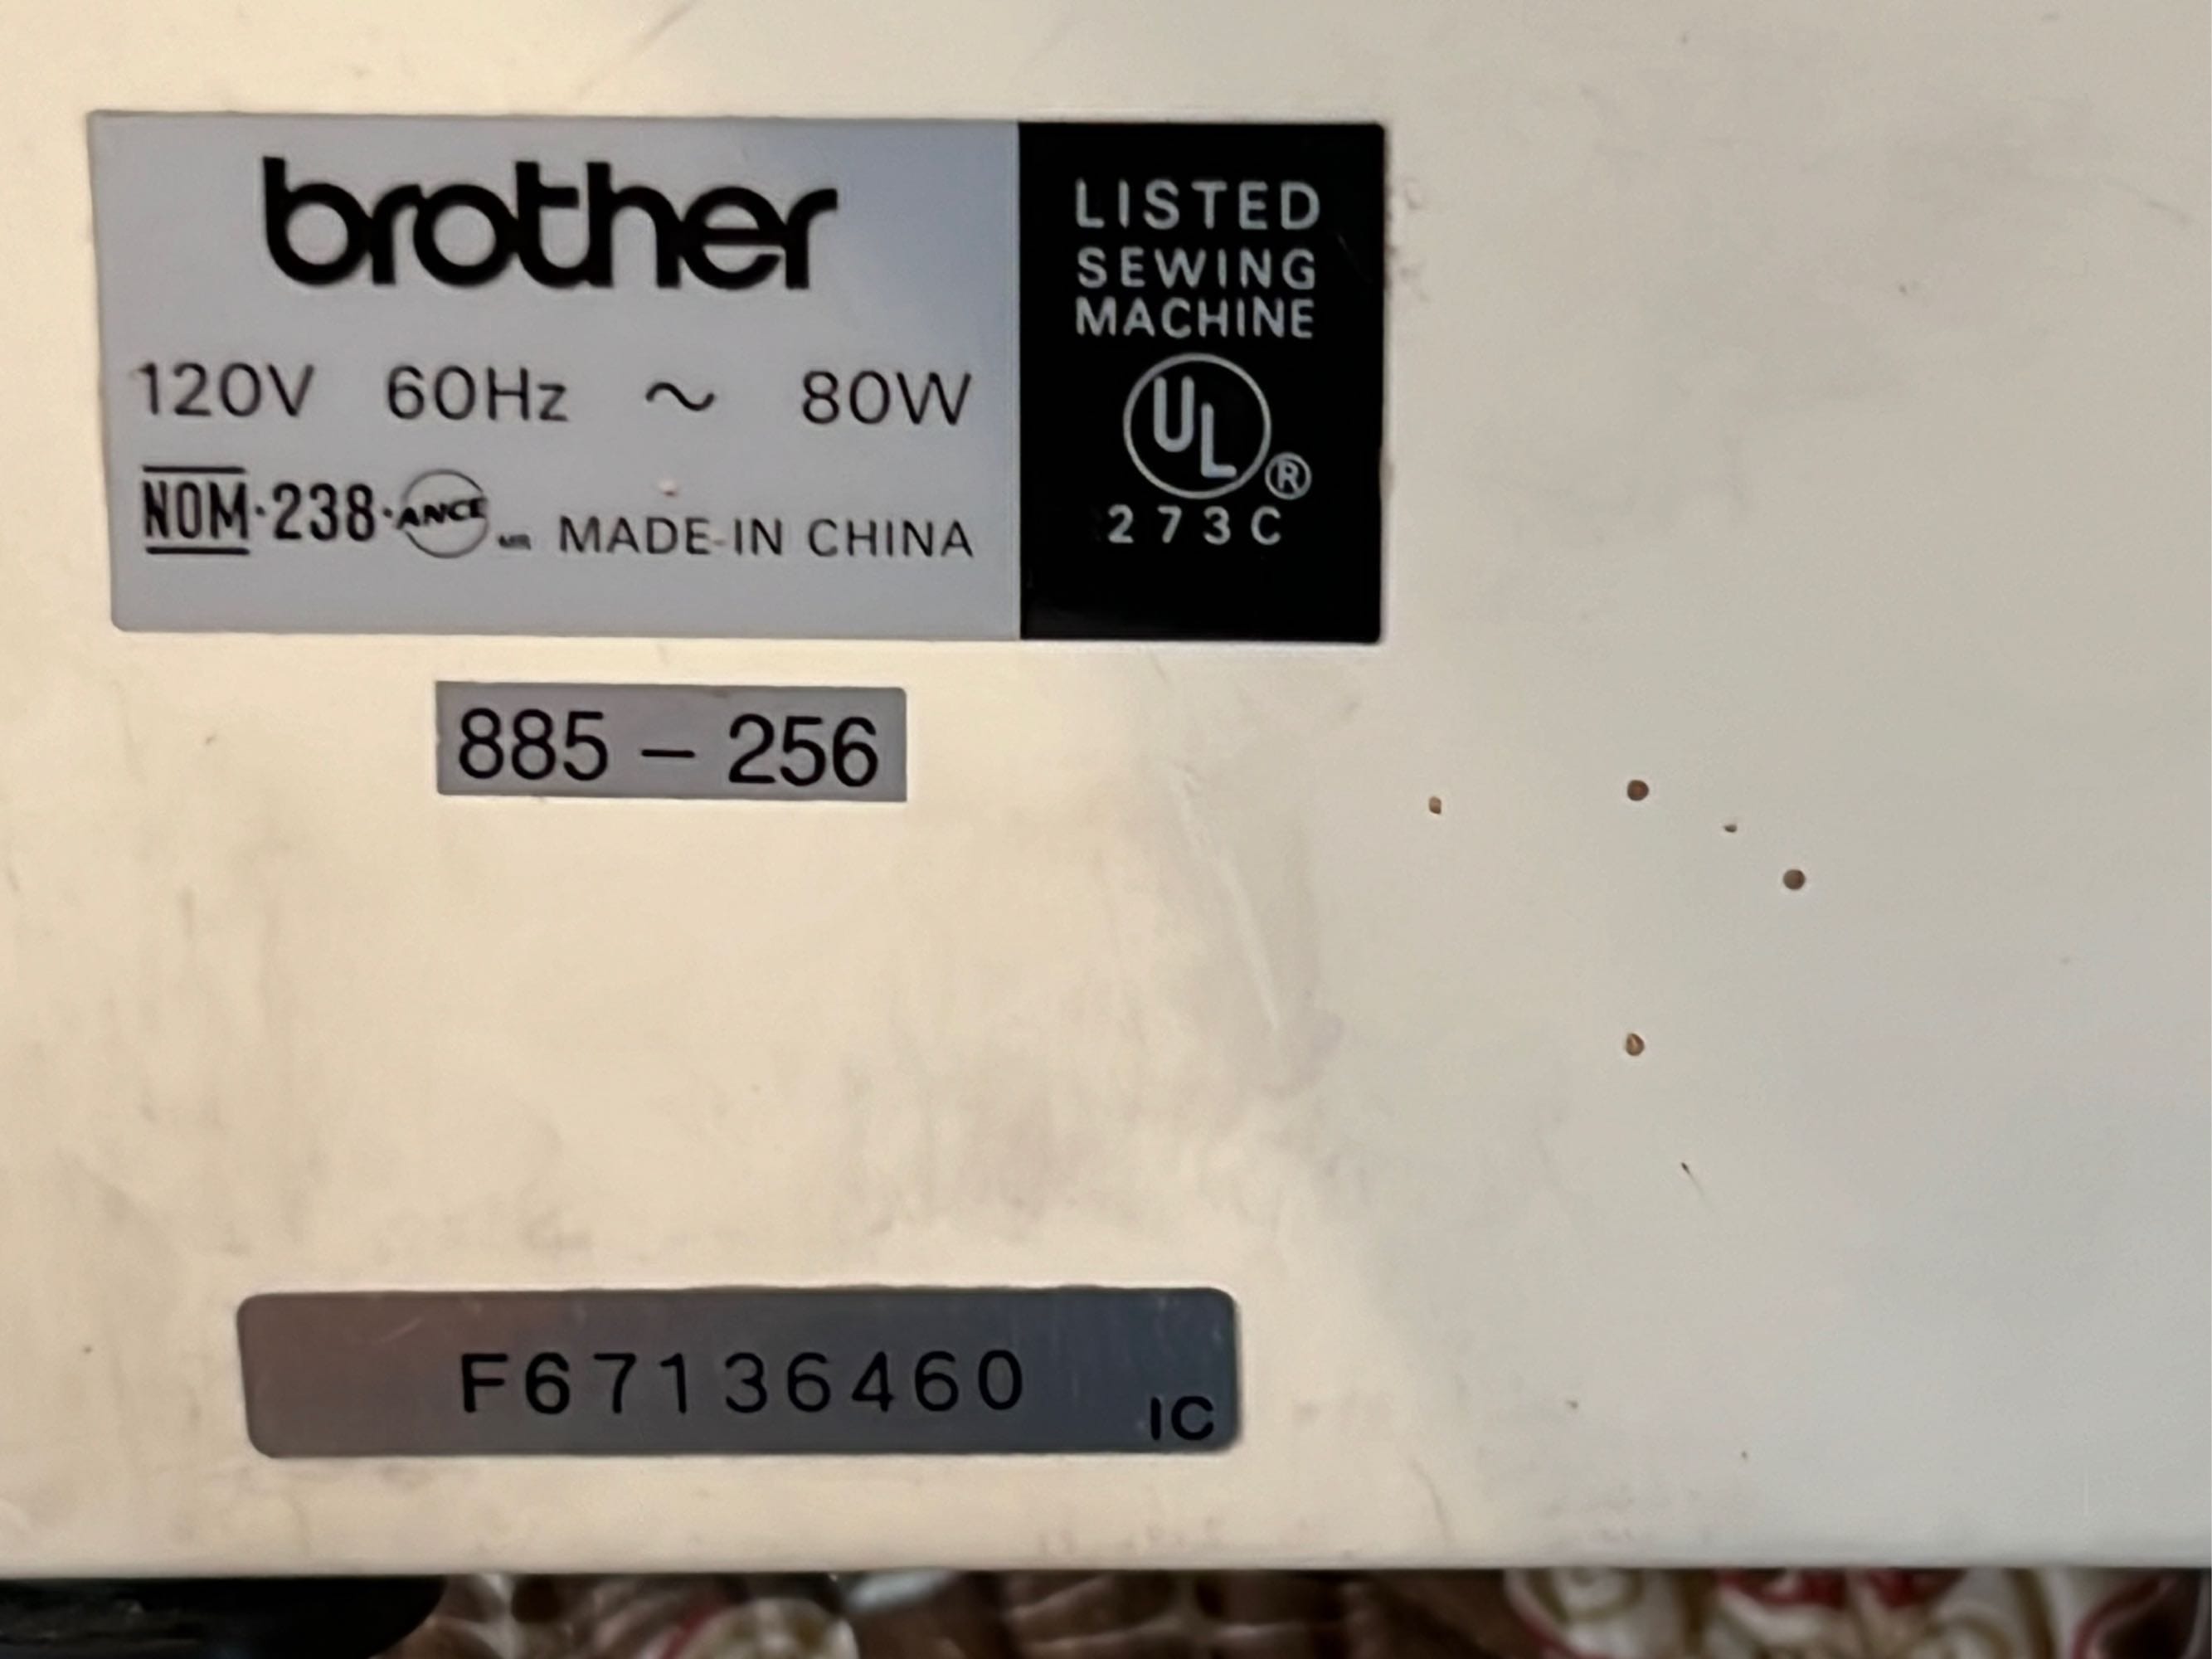 brother
120V 60Hz ~ 80W
NOM·238·ANCE MR MADE IN CHINA
LISTED
SEWING
MACHINE
UL®
273C
885-256
F67136460 IC